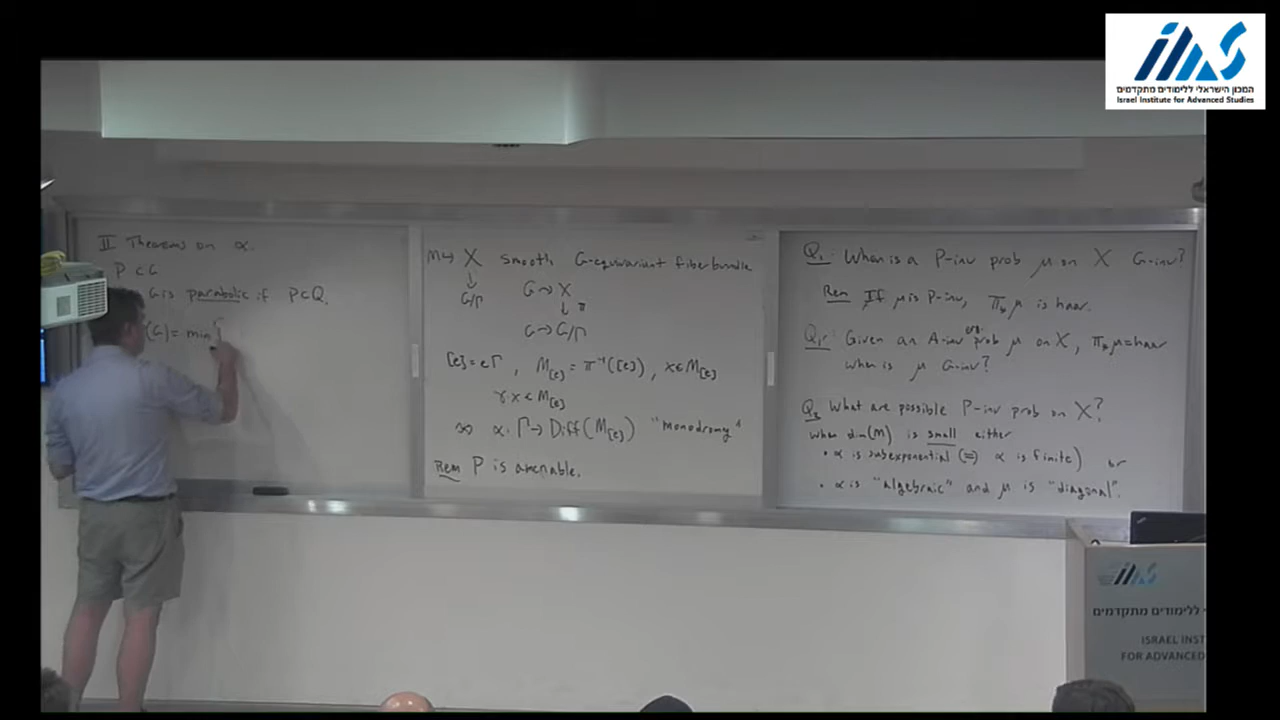 II Theorems on α.
P < G
G is parabolic if P ⊂ Q.
(G) = min
M ↪ X smooth G-equivariant fiber bundle
↓
G/Γ
G ↷ X
↓ π
G ↷ G/Γ
[e] = eΓ, M[e] = π⁻¹([e]), x ∈ M[e]
γ·x ∈ M[e]
⇝ α: Γ → Diff(M[e]) "monodromy"
Rem P is amenable.
Q₁: When is a P-inv prob μ on X G-inv?
Rem If μ is P-inv, π∗μ is haar.
Given an A-inv erg. prob μ on X, π∗μ = haar
when is μ G-inv?
What are possible P-inv prob on X?
when dim(M) is small either
• α is subexponential (⇒ α is finite) or
• α is "algebraic" and μ is "diagonal".
המכון הישראלי ללימודים מתקדמים
Israel Institute for Advanced Studies
ללימודים מתקדמים
ISRAEL INST
FOR ADVANCED